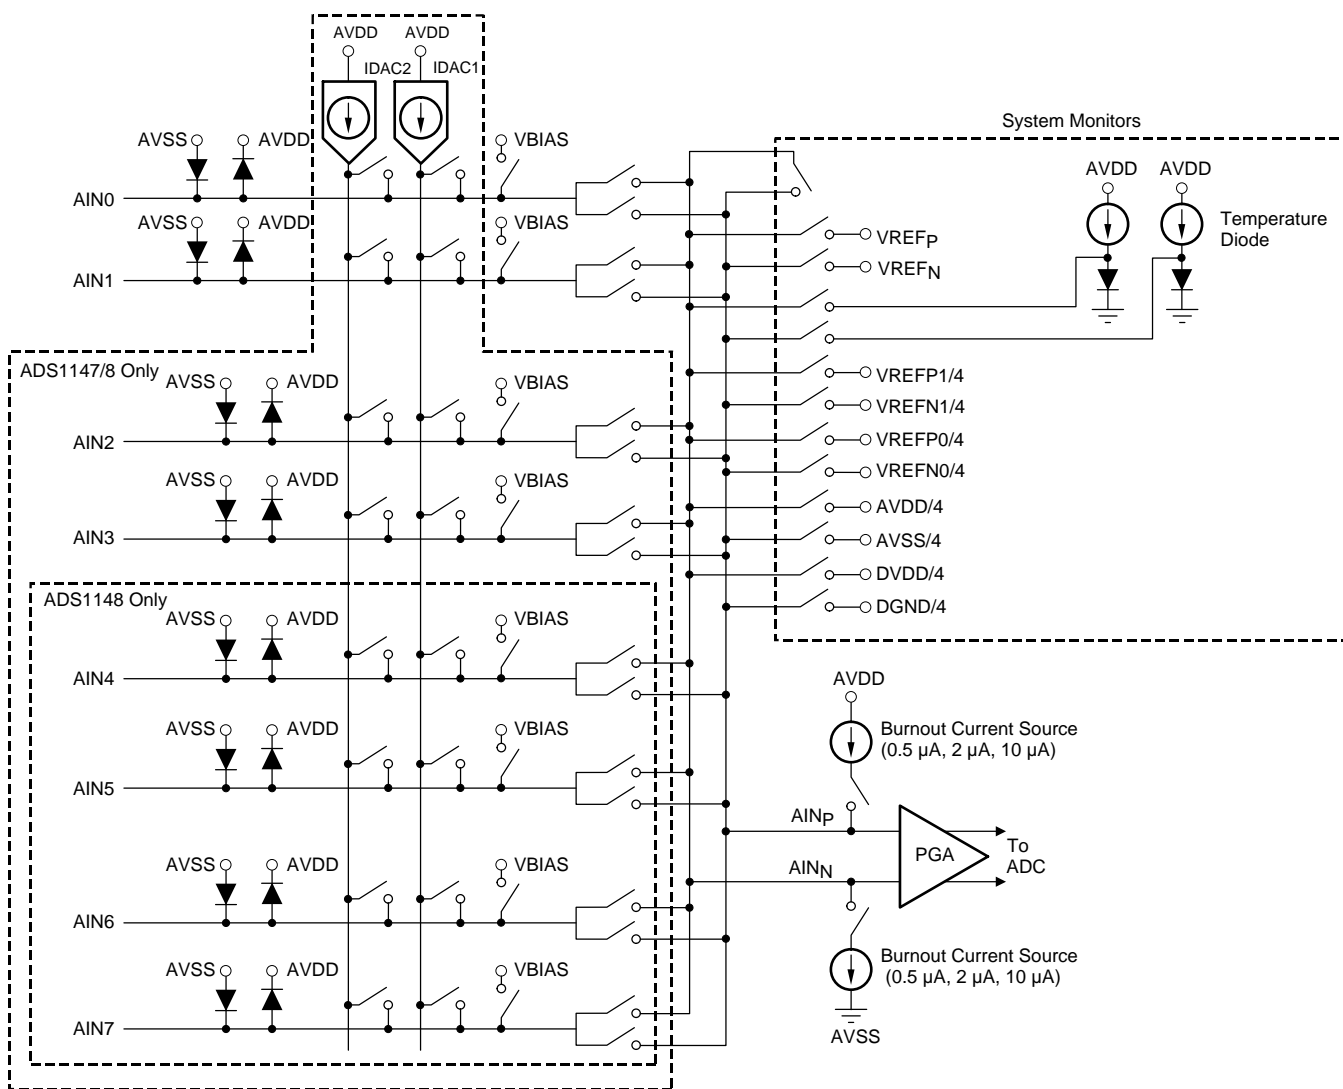 AVDD AVDD
IDAC2 IDAC1
System Monitors
AVSS AVDD VBIAS
AIN0
AVSS AVDD VBIAS
AIN1
AVDD AVDD
Temperature
Diode
VREFP
VREFN
VREFP1/4
VREFN1/4
VREFP0/4
VREFN0/4
AVDD/4
AVSS/4
DVDD/4
DGND/4
ADS1147/8 Only
AVSS AVDD VBIAS
AIN2
AVSS AVDD VBIAS
AIN3
ADS1148 Only
AVSS AVDD VBIAS
AIN4
AVSS AVDD VBIAS
AIN5
AVSS AVDD VBIAS
AIN6
AVSS AVDD VBIAS
AIN7
AVDD
Burnout Current Source
(0.5 µA, 2 µA, 10 µA)
AINP
PGA
To
ADC
AINN
Burnout Current Source
(0.5 µA, 2 µA, 10 µA)
AVSS